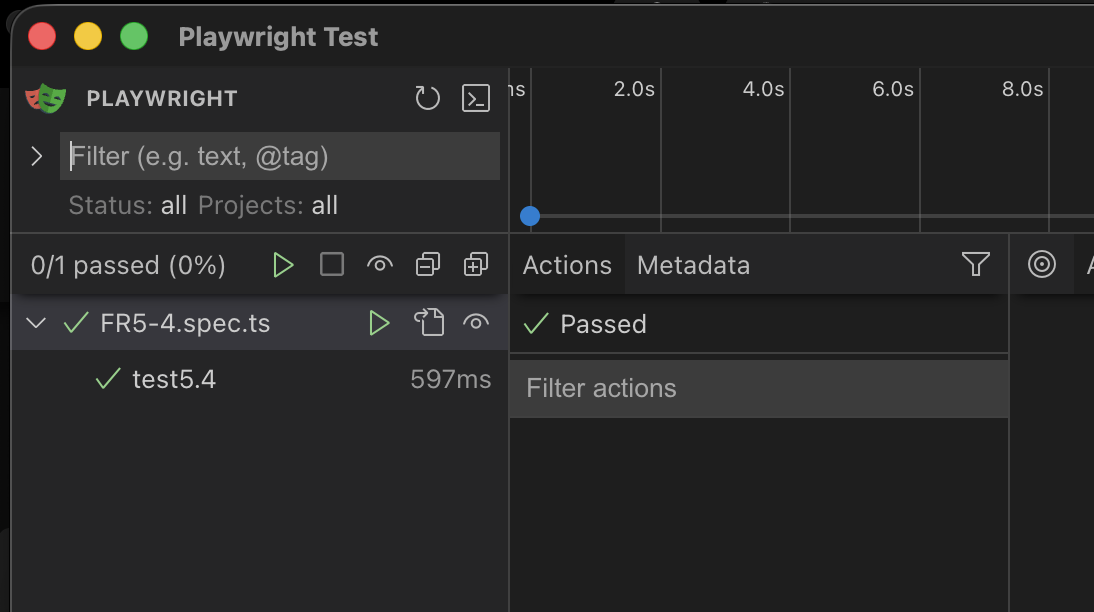 Playwright Test
PLAYWRIGHT
Filter (e.g. text, @tag)
Status: all Projects: all
0/1 passed (0%)
FR5-4.spec.ts
test5.4 597ms
2.0s 4.0s 6.0s 8.0s
Actions Metadata
Passed
Filter actions